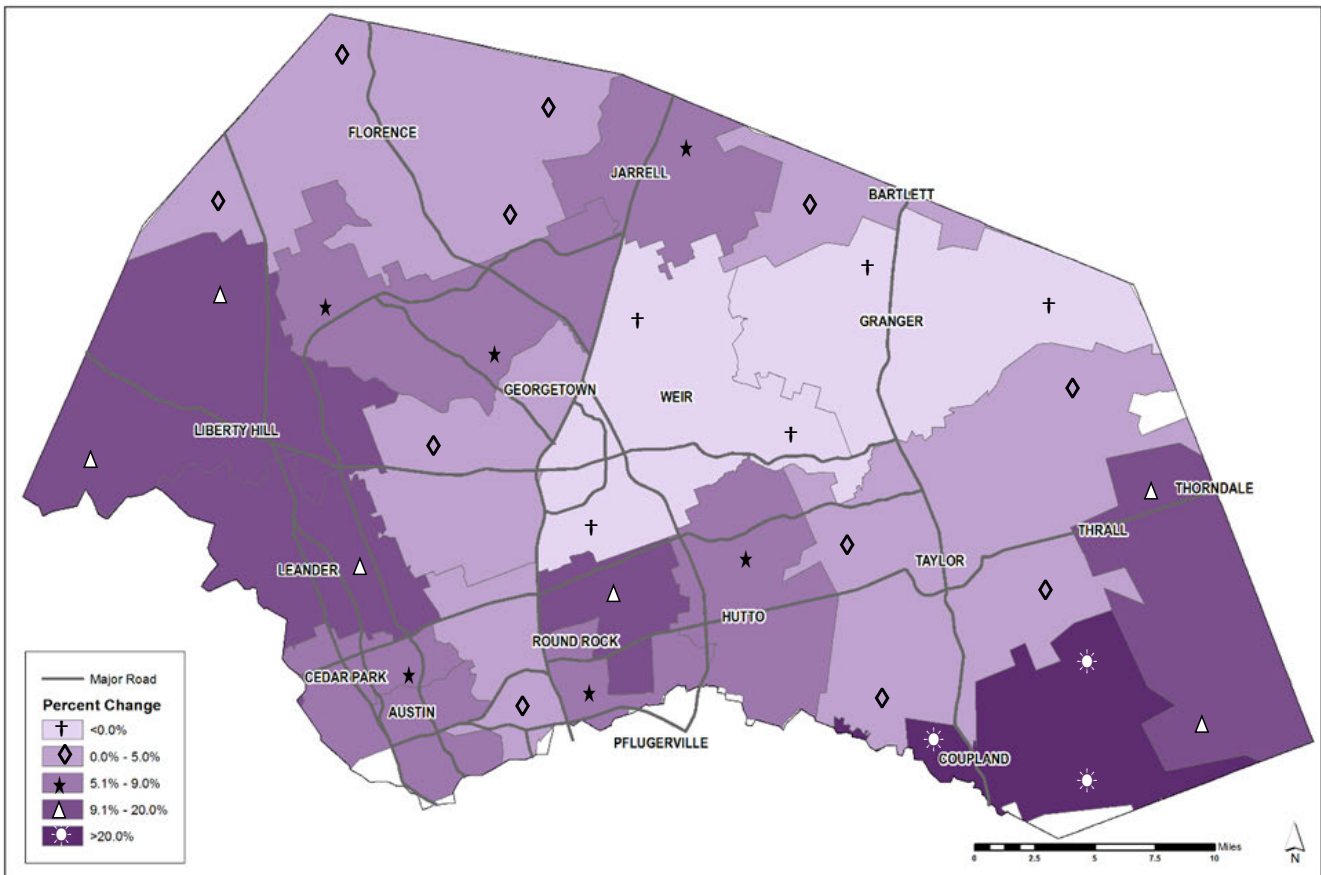 FLORENCE
JARRELL
BARTLETT
GRANGER
GEORGETOWN
WEIR
LIBERTY HILL
THORNDALE
THRALL
TAYLOR
LEANDER
HUTTO
ROUND ROCK
CEDAR PARK
AUSTIN
PFLUGERVILLE
COUPLAND
Major Road
Percent Change
<0.0%
0.0% - 5.0%
5.1% - 9.0%
9.1% - 20.0%
>20.0%
Miles
0 2.5 5 7.5 10
N